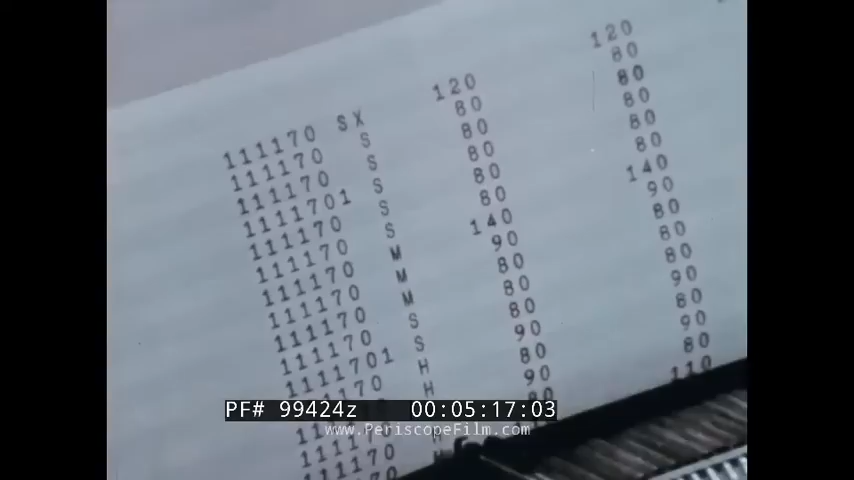 111170 SX 120 120
111170 S 80 80
111170 S 80 80
1111701 S 80 80
111170 S 80 80
111170 S 80 80
111170 M 140 140
111170 M 90 90
111170 M 80 80
111170 S 80 80
1111701 S 80 80
170 H 90 90
H 80 80
90 90
80 80
110
PF# 99424z 00:05:17:03
www.PeriscopeFilm.com